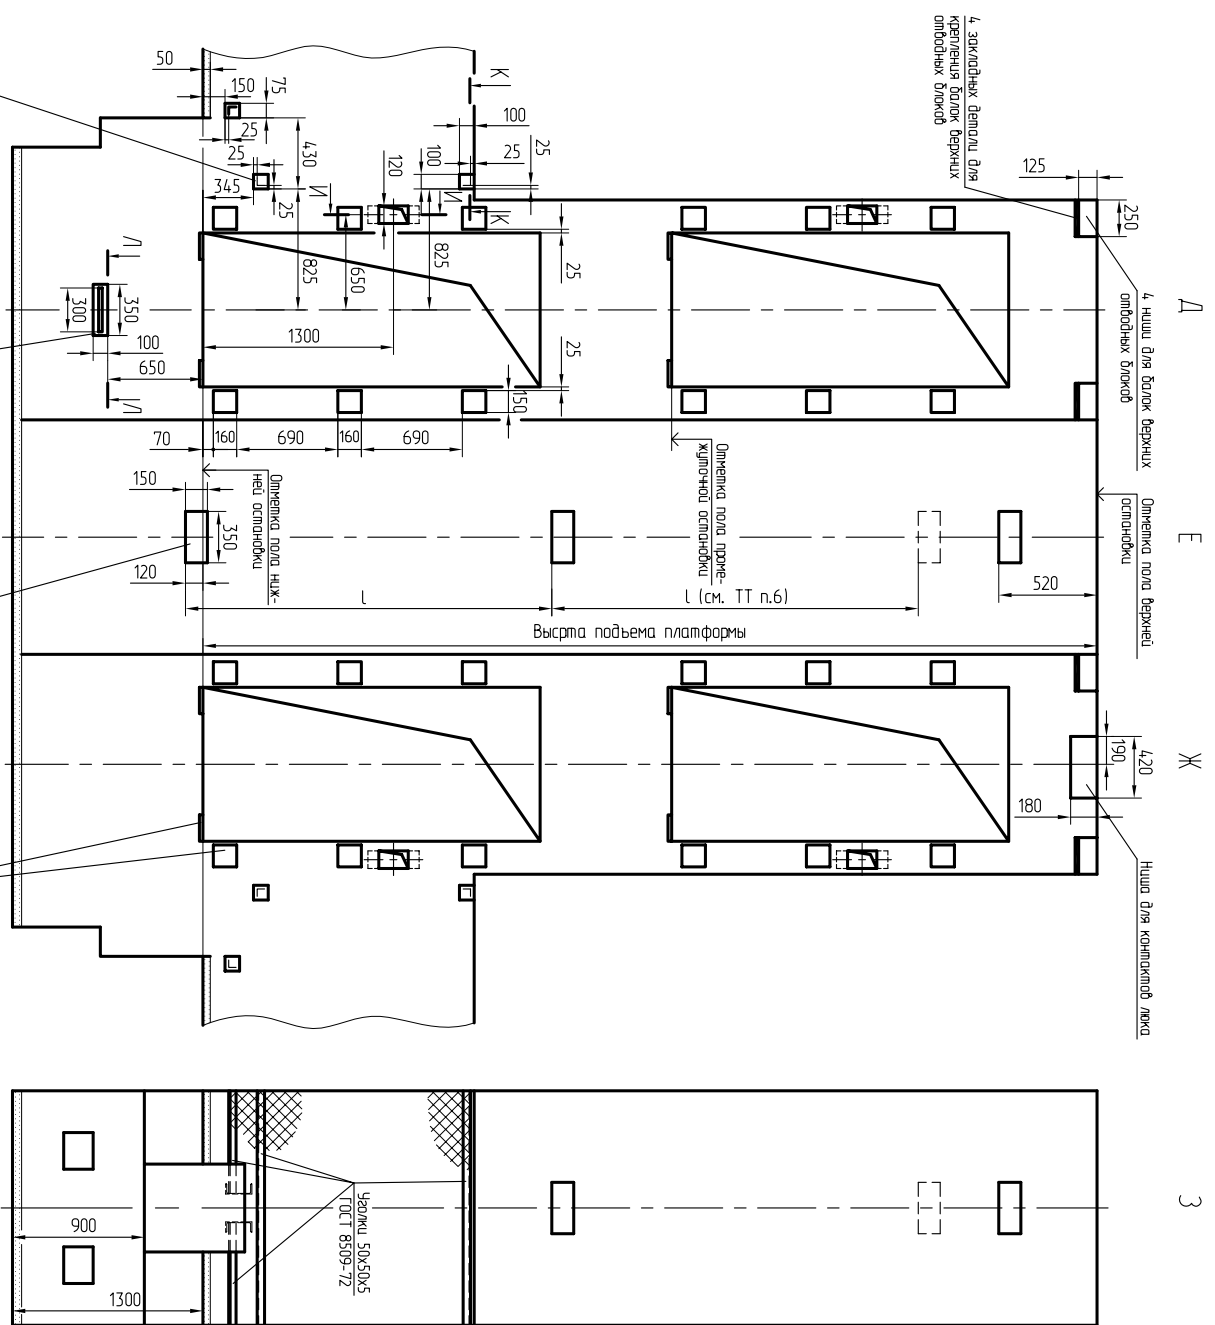 4 закладных детали для
крепления балок верхних
отводных блоков
125
250
4 ниши для балок верхних
отводных блоков
Отметка пола верхней
остановки
520
190
420
180
Ниша для контактов люка
Д
Е
Ж
З
50
150
75
25
25
345
430
25
К
100
25
25
100
120
И
И
К
825
650
825
25
1300
Л
350
300
100
650
Л
25
150
70
160
690
160
690
Отметка пола ниж-
ней остановки
Отметка пола проме-
жуточной остановки
150
350
120
l
l (см. ТТ п.6)
Высрта подъема платформы
Уголки 50х50х5
ГОСТ 8509-72
900
1300